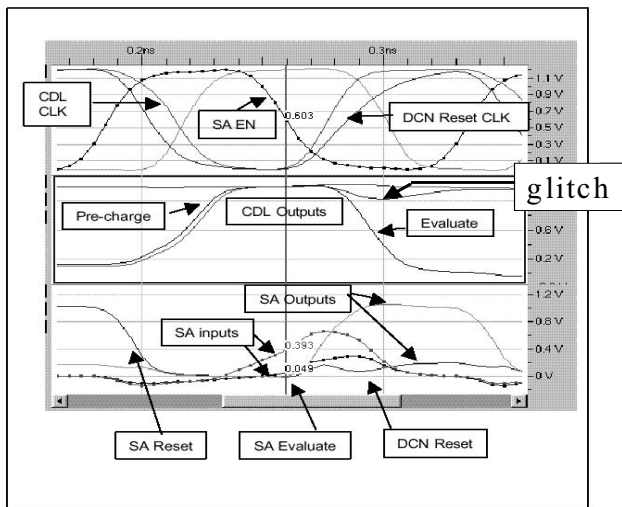 0.2ns
0.3ns
CDL
CLK
SA EN
0.603
DCN Reset CLK
1.1 V
0.9 V
0.7 V
0.5 V
0.3 V
0.1 V
glitch
Pre-charge
CDL Outputs
Evaluate
0.6 V
0.2 V
SA Outputs
SA inputs
0.393
0.049
1.2 V
0.8 V
0.4 V
0 V
SA Reset
SA Evaluate
DCN Reset